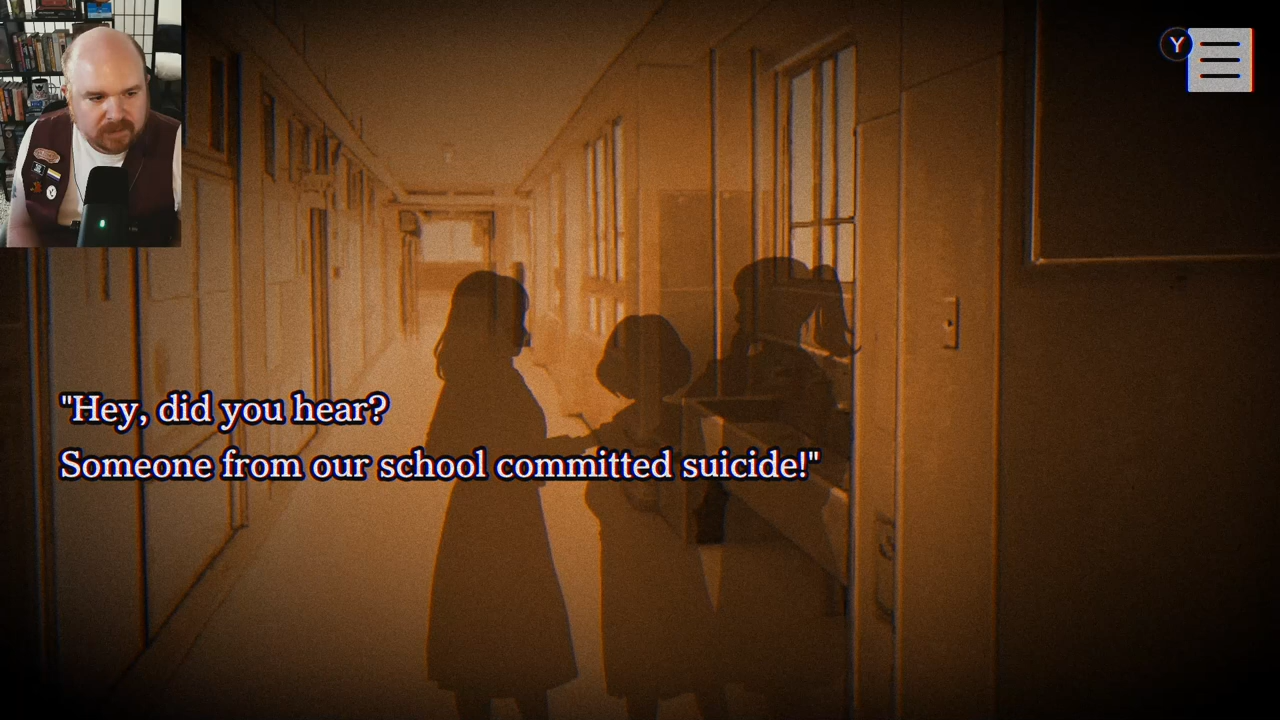 Y
"Hey, did you hear?
Someone from our school committed suicide!"